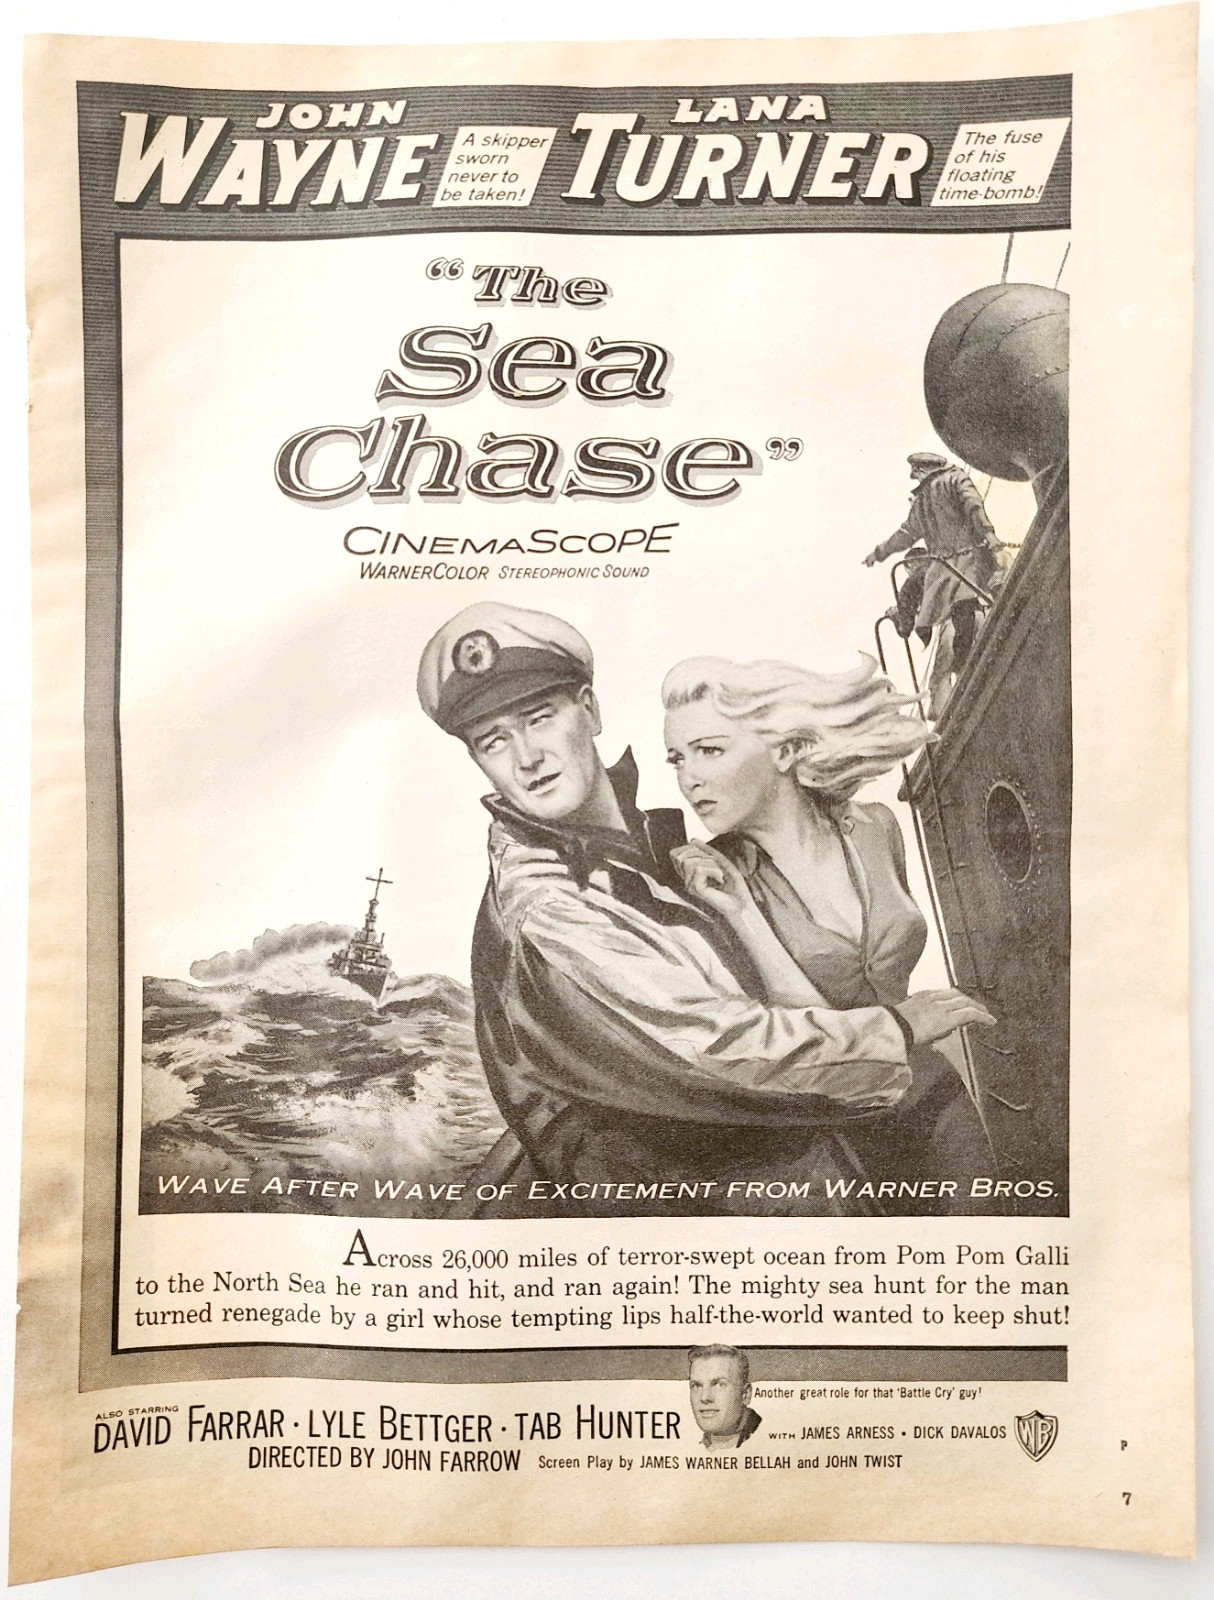 JOHN
WAYNE
A skipper
sworn
never to
be taken!
LANA
TURNER
The fuse
of his
floating
time-bomb!
“The
Sea
Chase”
CINEMASCOPE
WARNERCOLOR STEREOPHONIC SOUND
WAVE AFTER WAVE OF EXCITEMENT FROM WARNER BROS.
Across 26,000 miles of terror-swept ocean from Pom Pom Galli
to the North Sea he ran and hit, and ran again! The mighty sea hunt for the man
turned renegade by a girl whose tempting lips half-the-world wanted to keep shut!
Another great role for that 'Battle Cry' guy!
ALSO STARRING
DAVID FARRAR · LYLE BETTGER · TAB HUNTER
WITH JAMES ARNESS • DICK DAVALOS
WB
DIRECTED BY JOHN FARROW Screen Play by JAMES WARNER BELLAH and JOHN TWIST
P
7